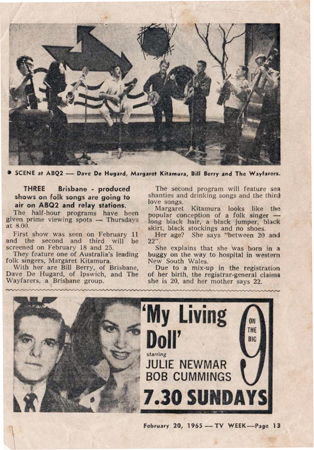 ● SCENE at ABQ2 — Dave De Hugard, Margaret Kitamura, Bill Berry and The Wayfarers.
THREE Brisbane - produced
shows on folk songs are going to
air on ABQ2 and relay stations.
The half-hour programs have been
given prime viewing spots — Thursdays
at 8.00.
First show was seen on February 11
and the second and third will be
screened on February 18 and 25.
They feature one of Australia's leading
folk singers, Margaret Kitamura.
With her are Bill Berry, of Brisbane,
Dave De Hugard, of Ipswich, and The
Wayfarers, a Brisbane group.
The second program will feature sea
shanties and drinking songs and the third
love songs.
Margaret Kitamura looks like the
popular conception of a folk singer —
long black hair, a black jumper, black
skirt, black stockings and no shoes.
Her age? She says "between 20 and
22".
She explains that she was born in a
buggy on the way to hospital in western
New South Wales.
Due to a mix-up in the registration
of her birth, the registrar-general claims
she is 20, and her mother says 22.
'My Living
Doll'
starring
JULIE NEWMAR
BOB CUMMINGS
7.30 SUNDAYS
ON THE BIG
9
February 20, 1965 — TV WEEK—Page 13